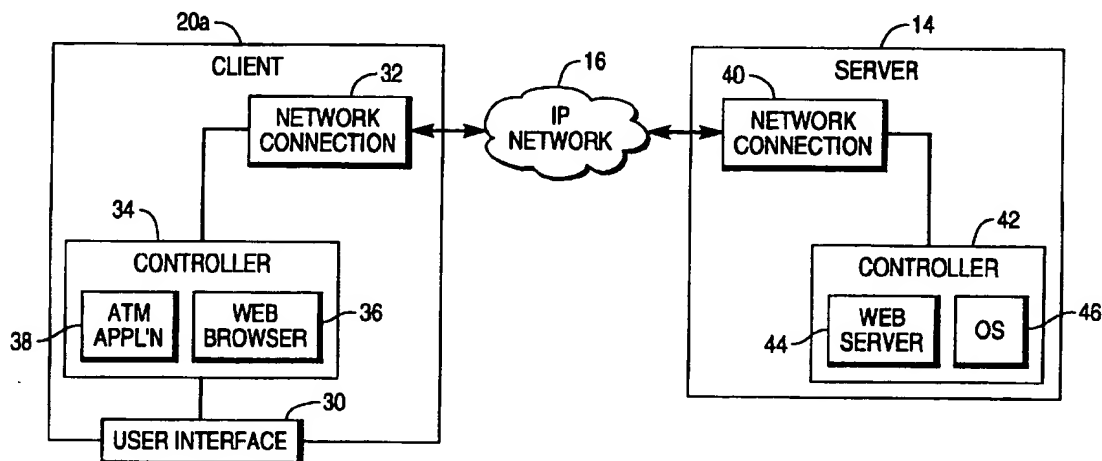 20a
CLIENT
32
NETWORK
CONNECTION
34
CONTROLLER
38
ATM
APPL'N
WEB
BROWSER
36
30
USER INTERFACE
16
IP
NETWORK
14
SERVER
40
NETWORK
CONNECTION
42
CONTROLLER
44
WEB
SERVER
OS
46